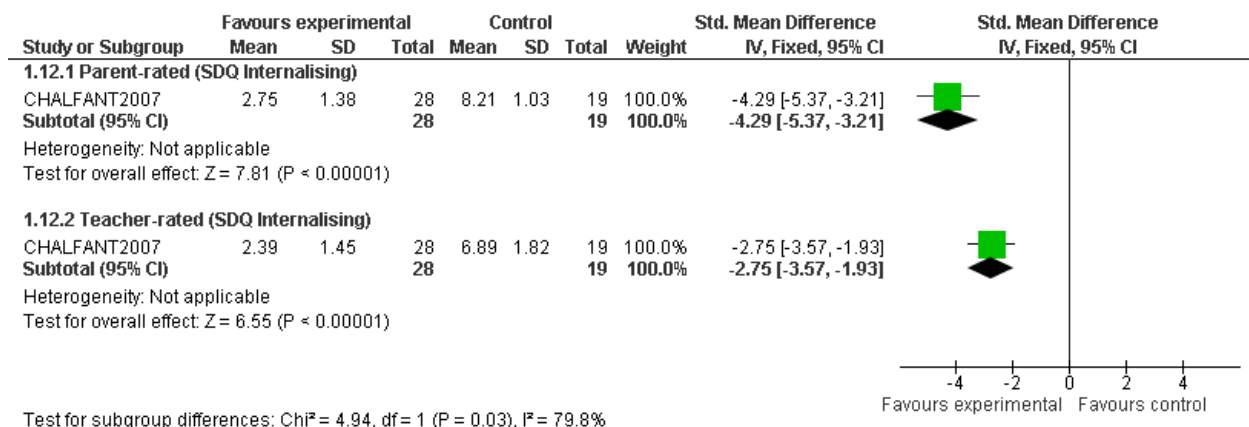 Favours experimental Control Std. Mean Difference Std. Mean Difference
Study or Subgroup Mean SD Total Mean SD Total Weight IV, Fixed, 95% CI IV, Fixed, 95% CI
1.12.1 Parent-rated (SDQ Internalising)
CHALFANT2007 2.75 1.38 28 8.21 1.03 19 100.0% -4.29 [-5.37, -3.21]
Subtotal (95% CI) 28 19 100.0% -4.29 [-5.37, -3.21]
Heterogeneity: Not applicable
Test for overall effect: Z = 7.81 (P < 0.00001)
1.12.2 Teacher-rated (SDQ Internalising)
CHALFANT2007 2.39 1.45 28 6.89 1.82 19 100.0% -2.75 [-3.57, -1.93]
Subtotal (95% CI) 28 19 100.0% -2.75 [-3.57, -1.93]
Heterogeneity: Not applicable
Test for overall effect: Z = 6.55 (P < 0.00001)
-4 -2 0 2 4
Favours experimental Favours control
Test for subgroup differences: Chi² = 4.94, df = 1 (P = 0.03), I² = 79.8%